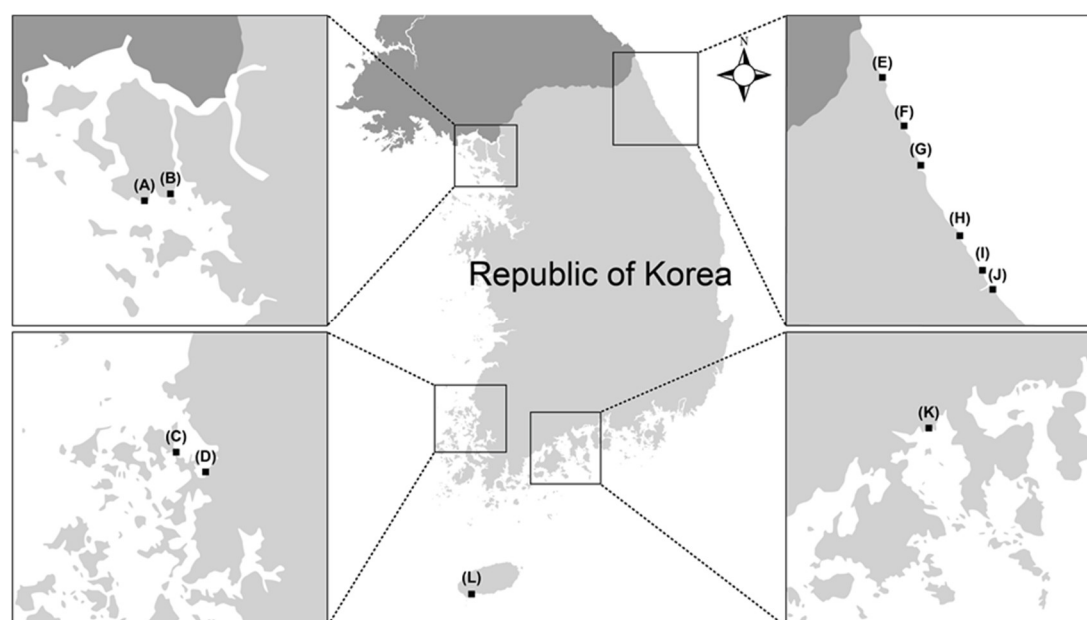 N
(A)
(B)
(C)
(D)
Republic of Korea
(L)
(E)
(F)
(G)
(H)
(I)
(J)
(K)